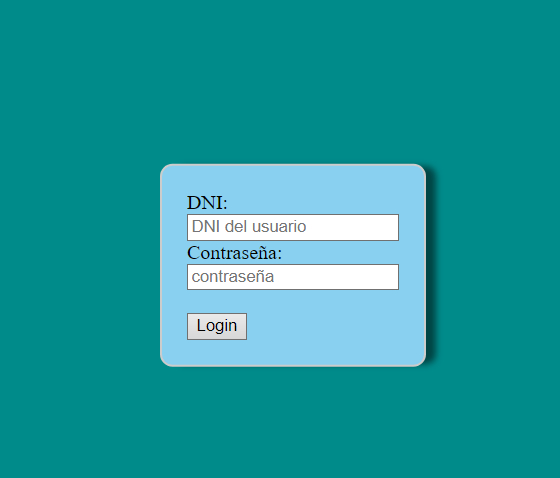 DNI:
DNI del usuario
Contraseña:
contraseña
Login